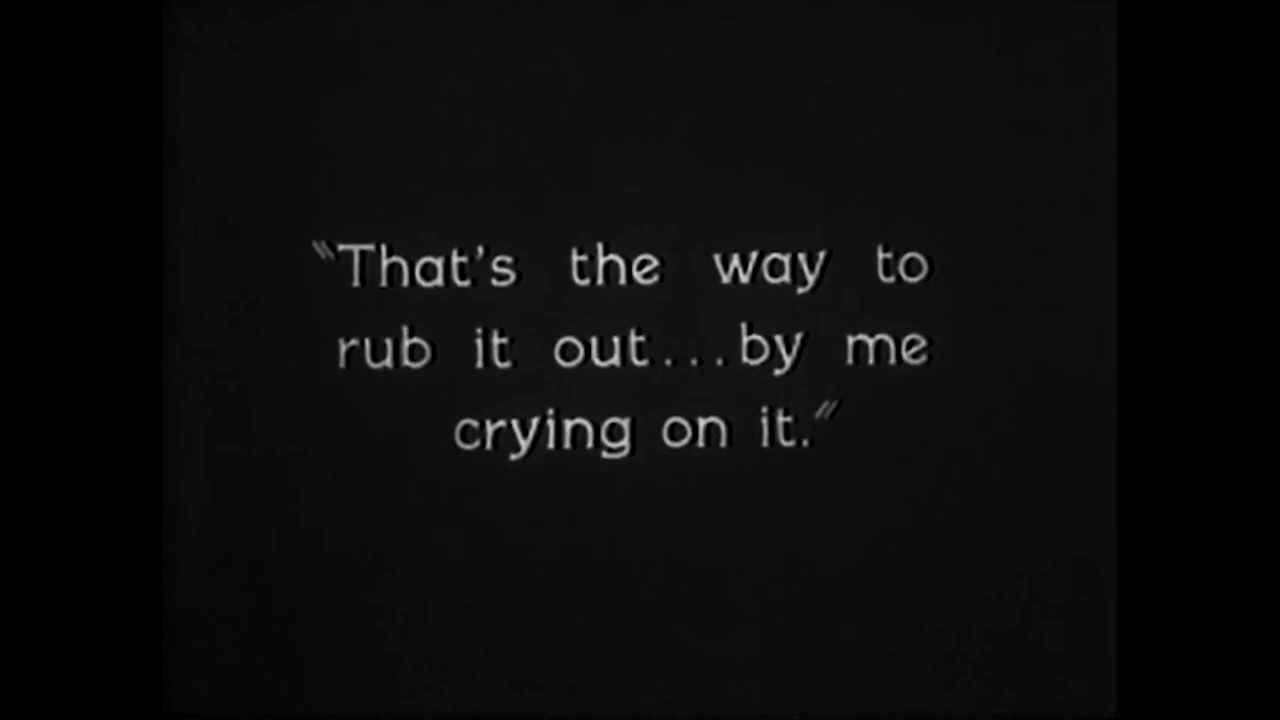 "That's the way to
rub it out...by me
crying on it."